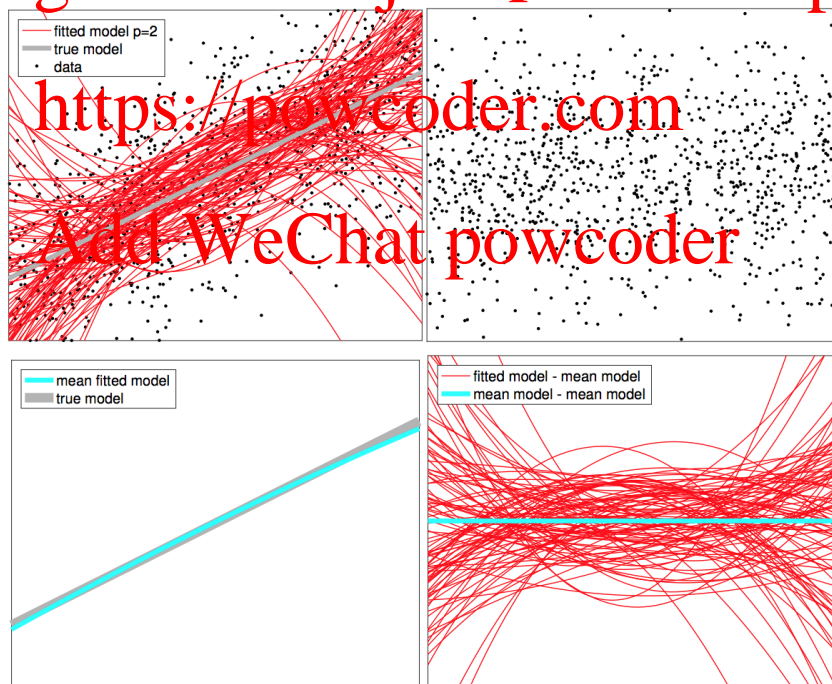 fitted model p=2
true model
data
https://powcoder.com
Add WeChat powcoder
mean fitted model
true model
fitted model - mean model
mean model - mean model